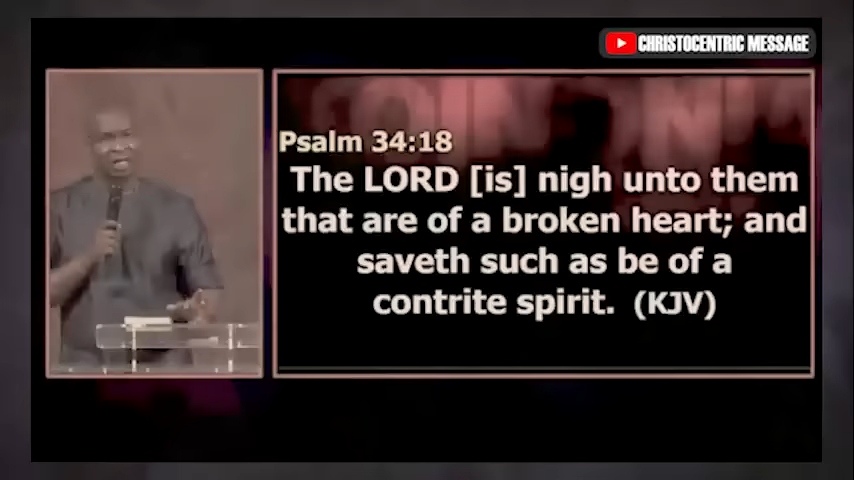 CHRISTOCENTRIC MESSAGE
Psalm 34:18
The LORD [is] nigh unto them
that are of a broken heart; and
saveth such as be of a
contrite spirit. (KJV)